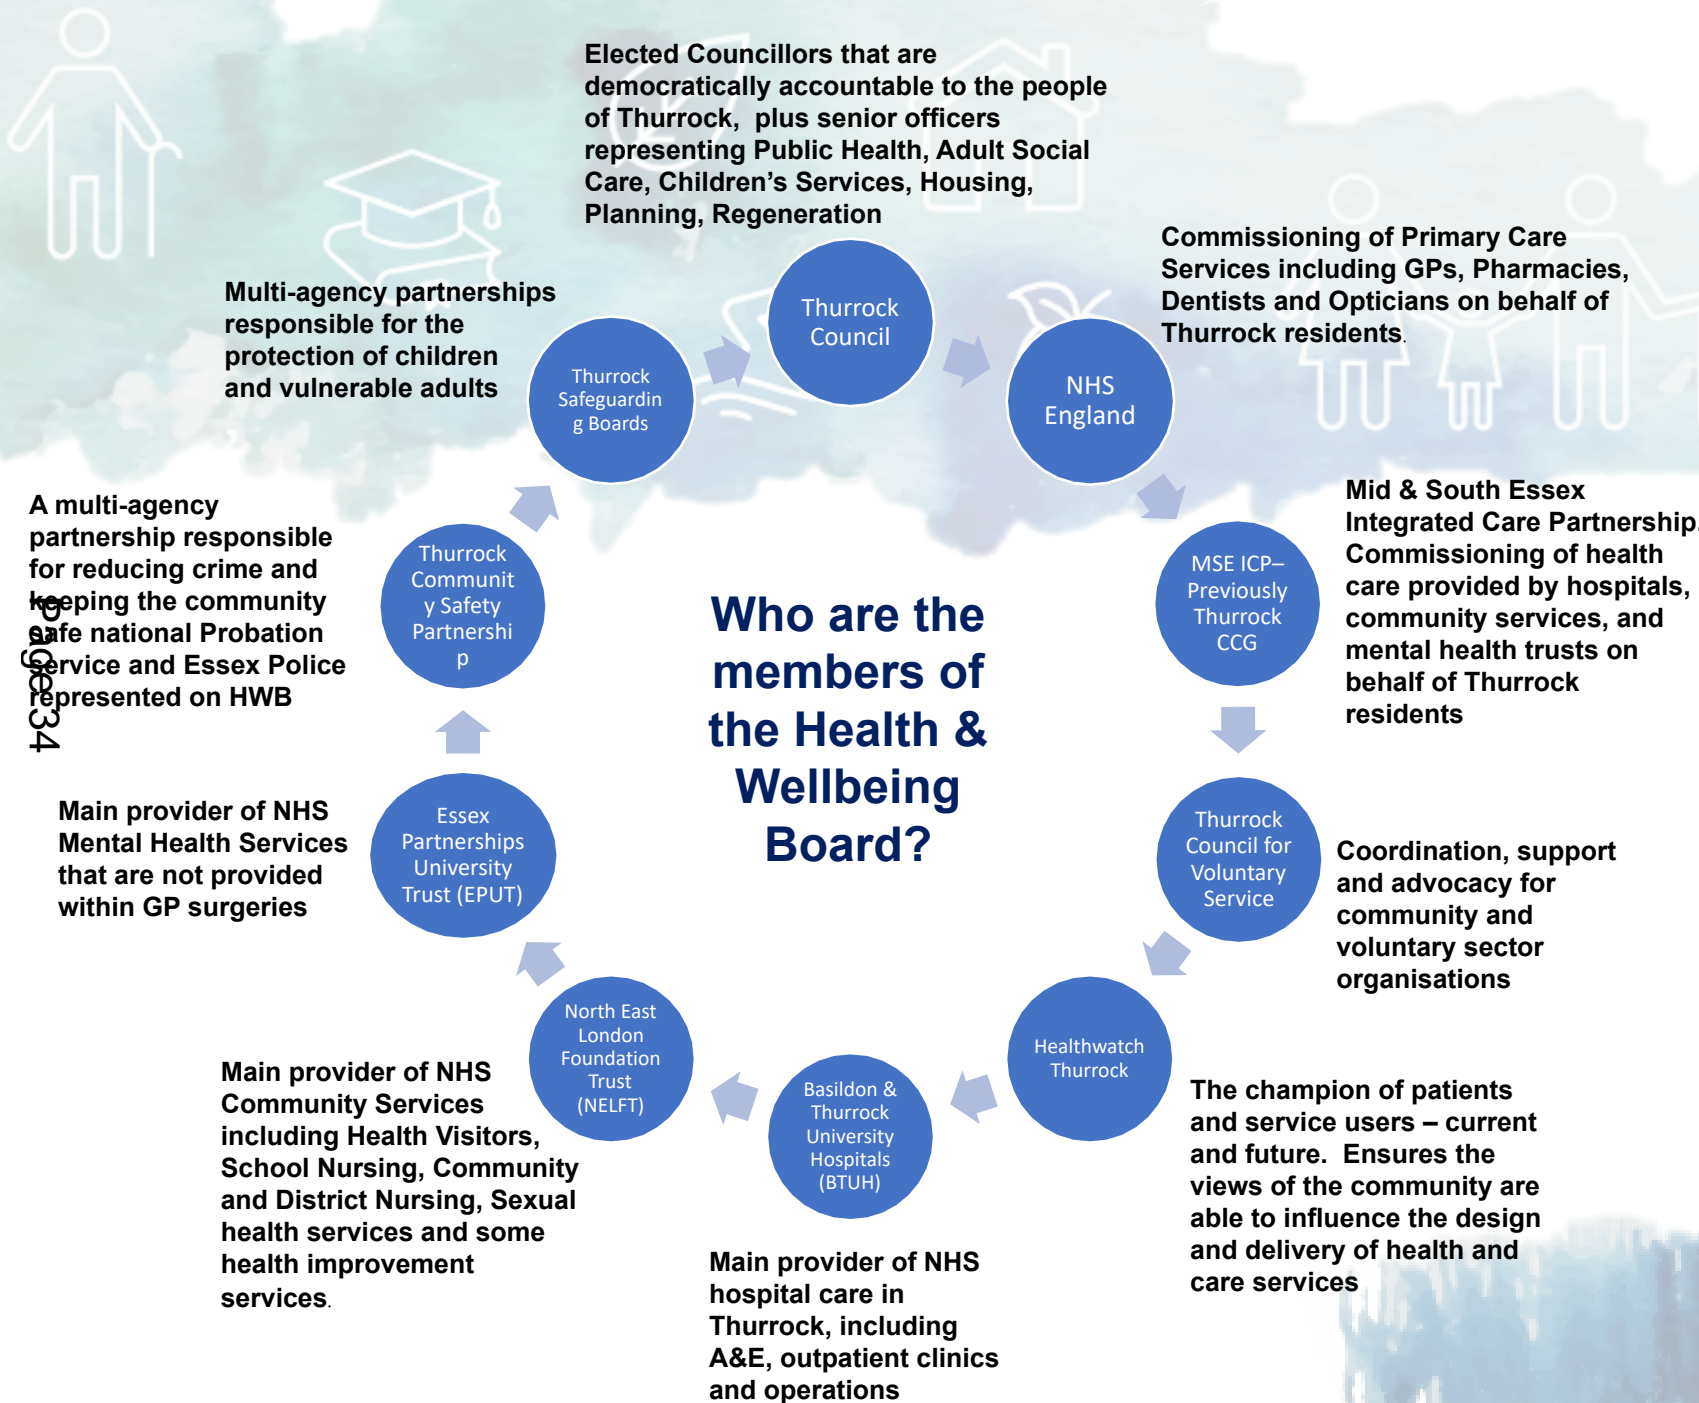 Elected Councillors that are
democratically accountable to the people
of Thurrock,  plus senior officers
representing Public Health, Adult Social
Care, Children’s Services, Housing,
Planning, Regeneration
Thurrock
Council
Commissioning of Primary Care
Services including GPs, Pharmacies,
Dentists and Opticians on behalf of
Thurrock residents.
NHS
England
Mid & South Essex
Integrated Care Partnership.
Commissioning of health
care provided by hospitals,
community services, and
mental health trusts on
behalf of Thurrock
residents
MSE ICP–
Previously
Thurrock
CCG
Thurrock
Council for
Voluntary
Service
Coordination, support
and advocacy for
community and
voluntary sector
organisations
Healthwatch
Thurrock
The champion of patients
and service users – current
and future.  Ensures the
views of the community are
able to influence the design
and delivery of health and
care services
Basildon &
Thurrock
University
Hospitals
(BTUH)
Main provider of NHS
hospital care in
Thurrock, including
A&E, outpatient clinics
and operations
North East
London
Foundation
Trust
(NELFT)
Main provider of NHS
Community Services
including Health Visitors,
School Nursing, Community
and District Nursing, Sexual
health services and some
health improvement
services.
Essex
Partnerships
University
Trust (EPUT)
Main provider of NHS
Mental Health Services
that are not provided
within GP surgeries
Thurrock
Communit
y Safety
Partnershi
p
A multi-agency
partnership responsible
for reducing crime and
keeping the community
safe national Probation
service and Essex Police
represented on HWB
Thurrock
Safeguardin
g Boards
Multi-agency partnerships
responsible for the
protection of children
and vulnerable adults
Who are the
members of
the Health &
Wellbeing
Board?
Page 34